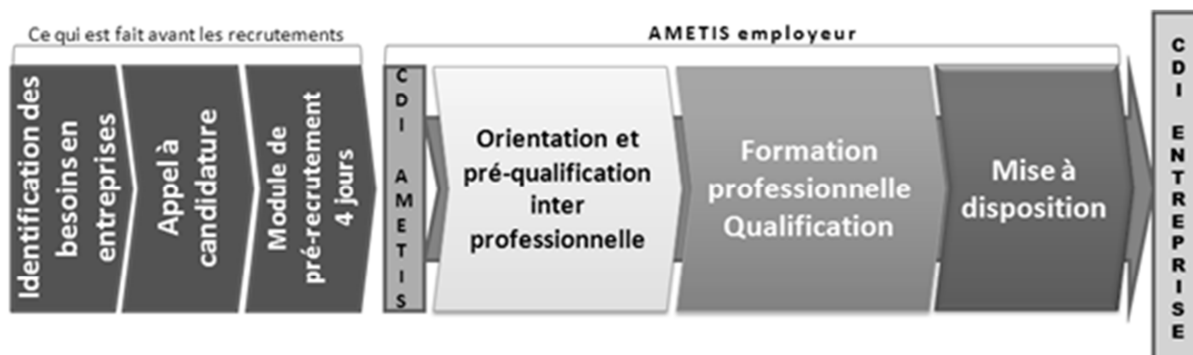 Ce qui est fait avant les recrutements
AMETIS employeur
Identification des
besoins en
entreprises
Appel à
candidature
Module de
pré-recrutement
4 jours
CDI AMETIS
Orientation et
pré-qualification
inter
professionnelle
Formation
professionnelle
Qualification
Mise à
disposition
CDI ENTREPRISE